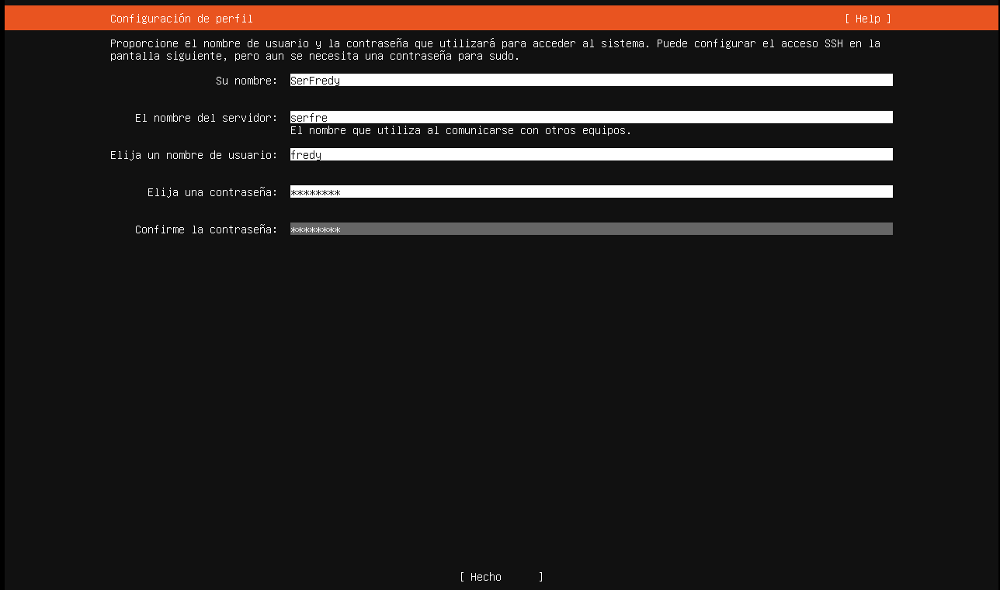 Configuración de perfil [ Help ]
Proporcione el nombre de usuario y la contraseña que utilizará para acceder al sistema. Puede configurar el acceso SSH en la
pantalla siguiente, pero aun se necesita una contraseña para sudo.
Su nombre: SerFredy
El nombre del servidor: serfre
El nombre que utiliza al comunicarse con otros equipos.
Elija un nombre de usuario: fredy
Elija una contraseña: ********
Confirme la contraseña: ********
[ Hecho ]